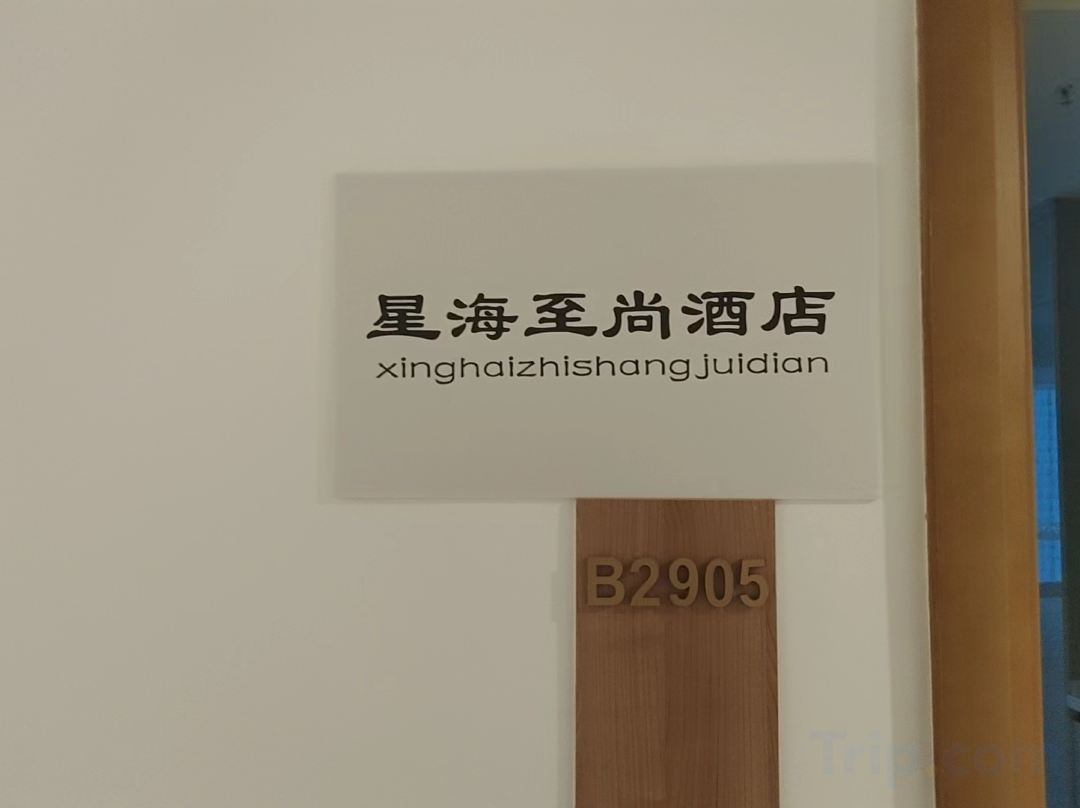 星海至尚酒店
xinghaizhishangjuidian
B2905
Trip.com